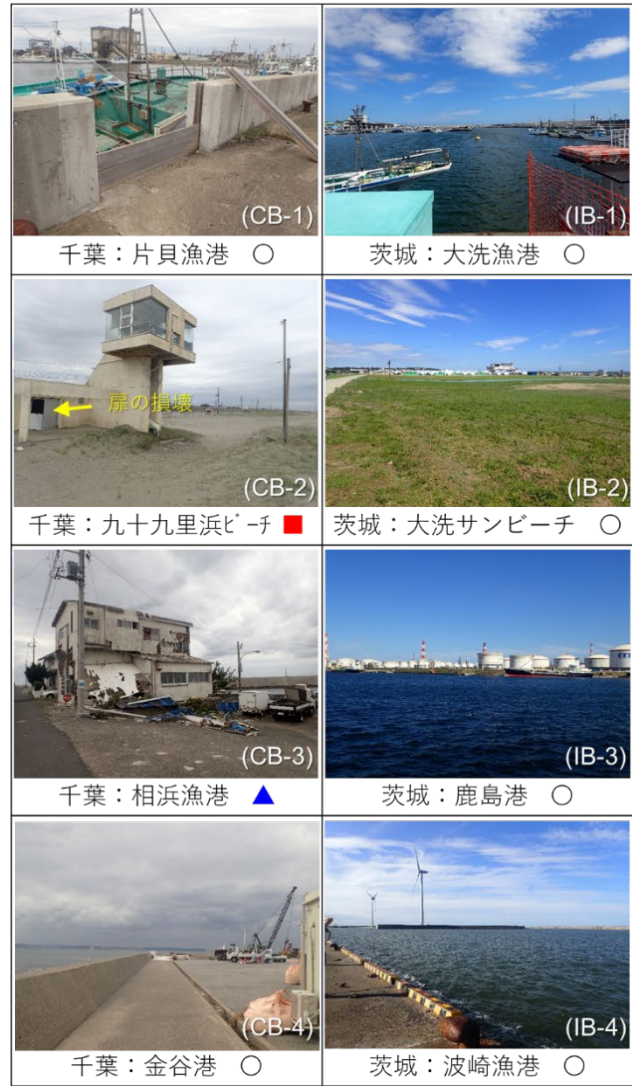 (CB-1)
(IB-1)
千葉：片貝漁港　○
茨城：大洗漁港　○
扉の損壊
(CB-2)
(IB-2)
千葉：九十九里浜ﾋﾞｰﾁ ■
茨城：大洗サンビーチ　○
(CB-3)
(IB-3)
千葉：相浜漁港　▲
茨城：鹿島港　○
(CB-4)
(IB-4)
千葉：金谷港　○
茨城：波崎漁港　○